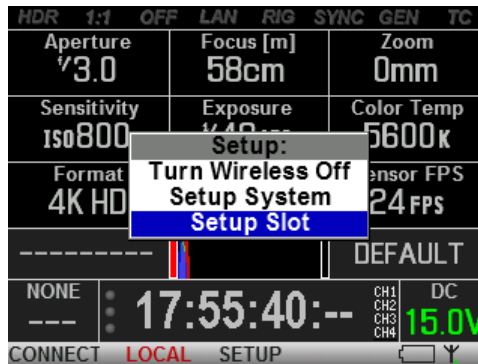 HDR 1:1 OFF LAN RIG SYNC GEN TC
Aperture Focus [m] Zoom
f/3.0 58cm 0mm
Sensitivity Exposure Color Temp
ISO800 5600K
Setup:
Turn Wireless Off
Setup System
Setup Slot
Format FPS
4K HD 24 FPS
--------- DEFAULT
NONE CH1 DC
--- 17:55:40:-- CH2 15.0V
CH3
CH4
CONNECT LOCAL SETUP